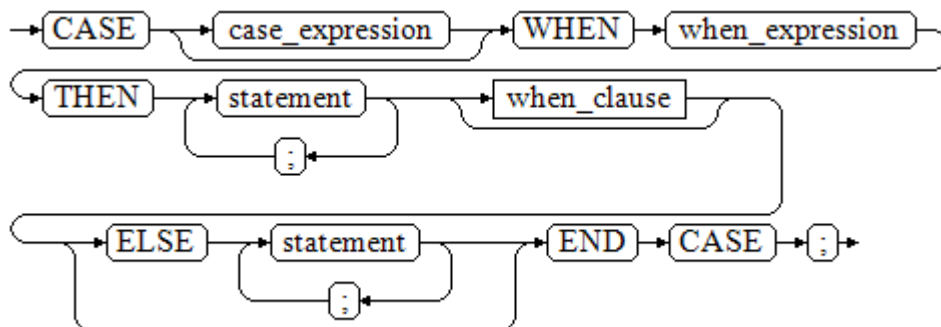 CASE case_expression WHEN when_expression
THEN statement when_clause
;
ELSE statement END CASE ;
;